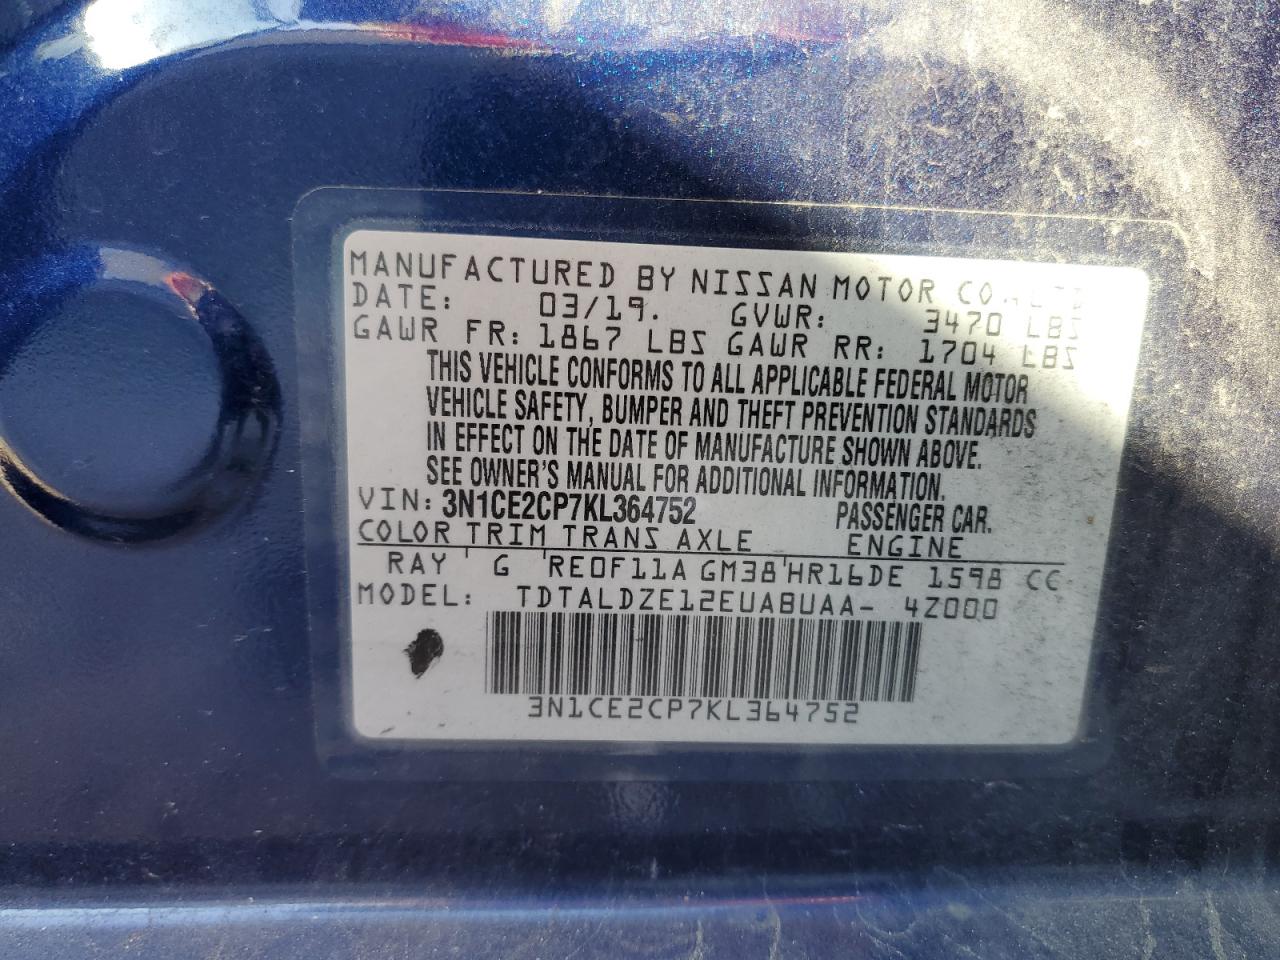 MANUFACTURED BY NISSAN MOTOR CO., LTD
DATE: 03/19. GVWR: 3470 LBS
GAWR FR: 1867 LBS GAWR RR: 1704 LBS
THIS VEHICLE CONFORMS TO ALL APPLICABLE FEDERAL MOTOR
VEHICLE SAFETY, BUMPER AND THEFT PREVENTION STANDARDS
IN EFFECT ON THE DATE OF MANUFACTURE SHOWN ABOVE.
SEE OWNER'S MANUAL FOR ADDITIONAL INFORMATION.
VIN: 3N1CE2CP7KL364752 PASSENGER CAR.
COLOR TRIM TRANS AXLE ENGINE
RAY G RE0F11A GM38 HR16DE 1598 CC
MODEL: TDTALDZE12EUABUAA- 4Z000
3N1CE2CP7KL364752